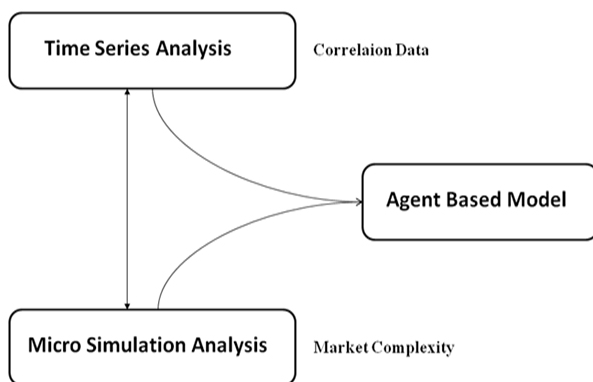 Time Series Analysis
Correlaion Data
Agent Based Model
Micro Simulation Analysis
Market Complexity